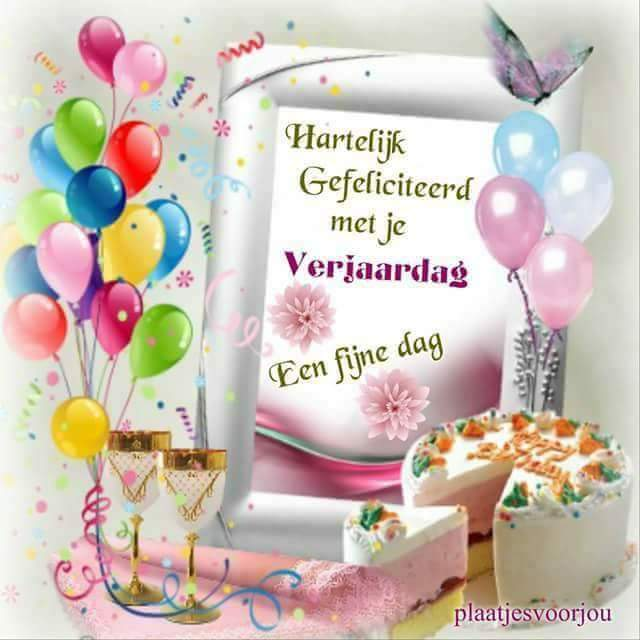 Hartelijk
Gefeliciteerd
met je
Verjaardag
Een fijne dag
plaatjesvoorjou